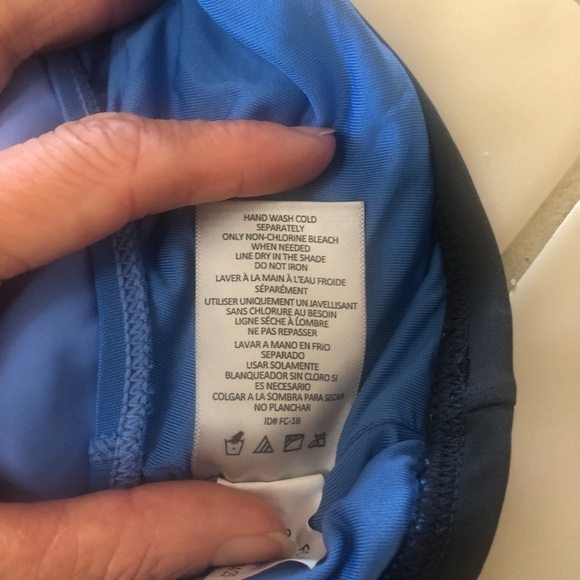 HAND WASH COLD
SEPARATELY
ONLY NON-CHLORINE BLEACH
WHEN NEEDED
LINE DRY IN THE SHADE
DO NOT IRON
LAVER À LA MAIN À L'EAU FROIDE
SÉPARÉMENT
UTILISER UNIQUEMENT UN JAVELLISANT
SANS CHLORURE AU BESOIN
LIGNE SÉCHE À LOMBRE
NE PAS REPASSER
LAVAR A MANO EN FRIO
SEPARADO
USAR SOLAMENTE
BLANQUEADOR SIN CLORO SI
ES NECESARIO
COLGAR A LA SOMBRA PARA SECAR
NO PLANCHAR
ID# FC-18